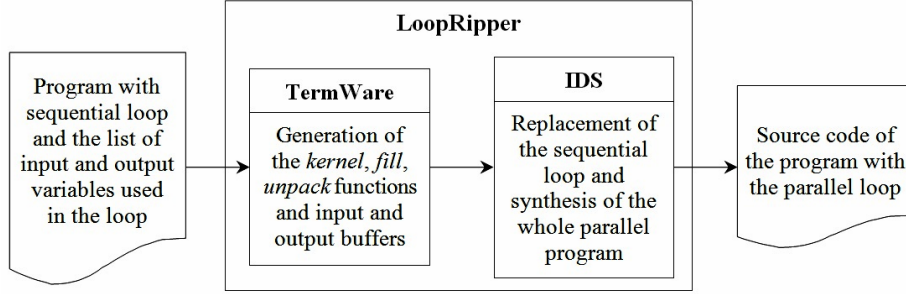 LoopRipper
Program with
sequential loop
and the list of
input and output
variables used
in the loop
TermWare
Generation of
the kernel, fill,
unpack functions
and input and
output buffers
IDS
Replacement of
the sequential
loop and
synthesis of the
whole parallel
program
Source code of
the program with
the parallel loop